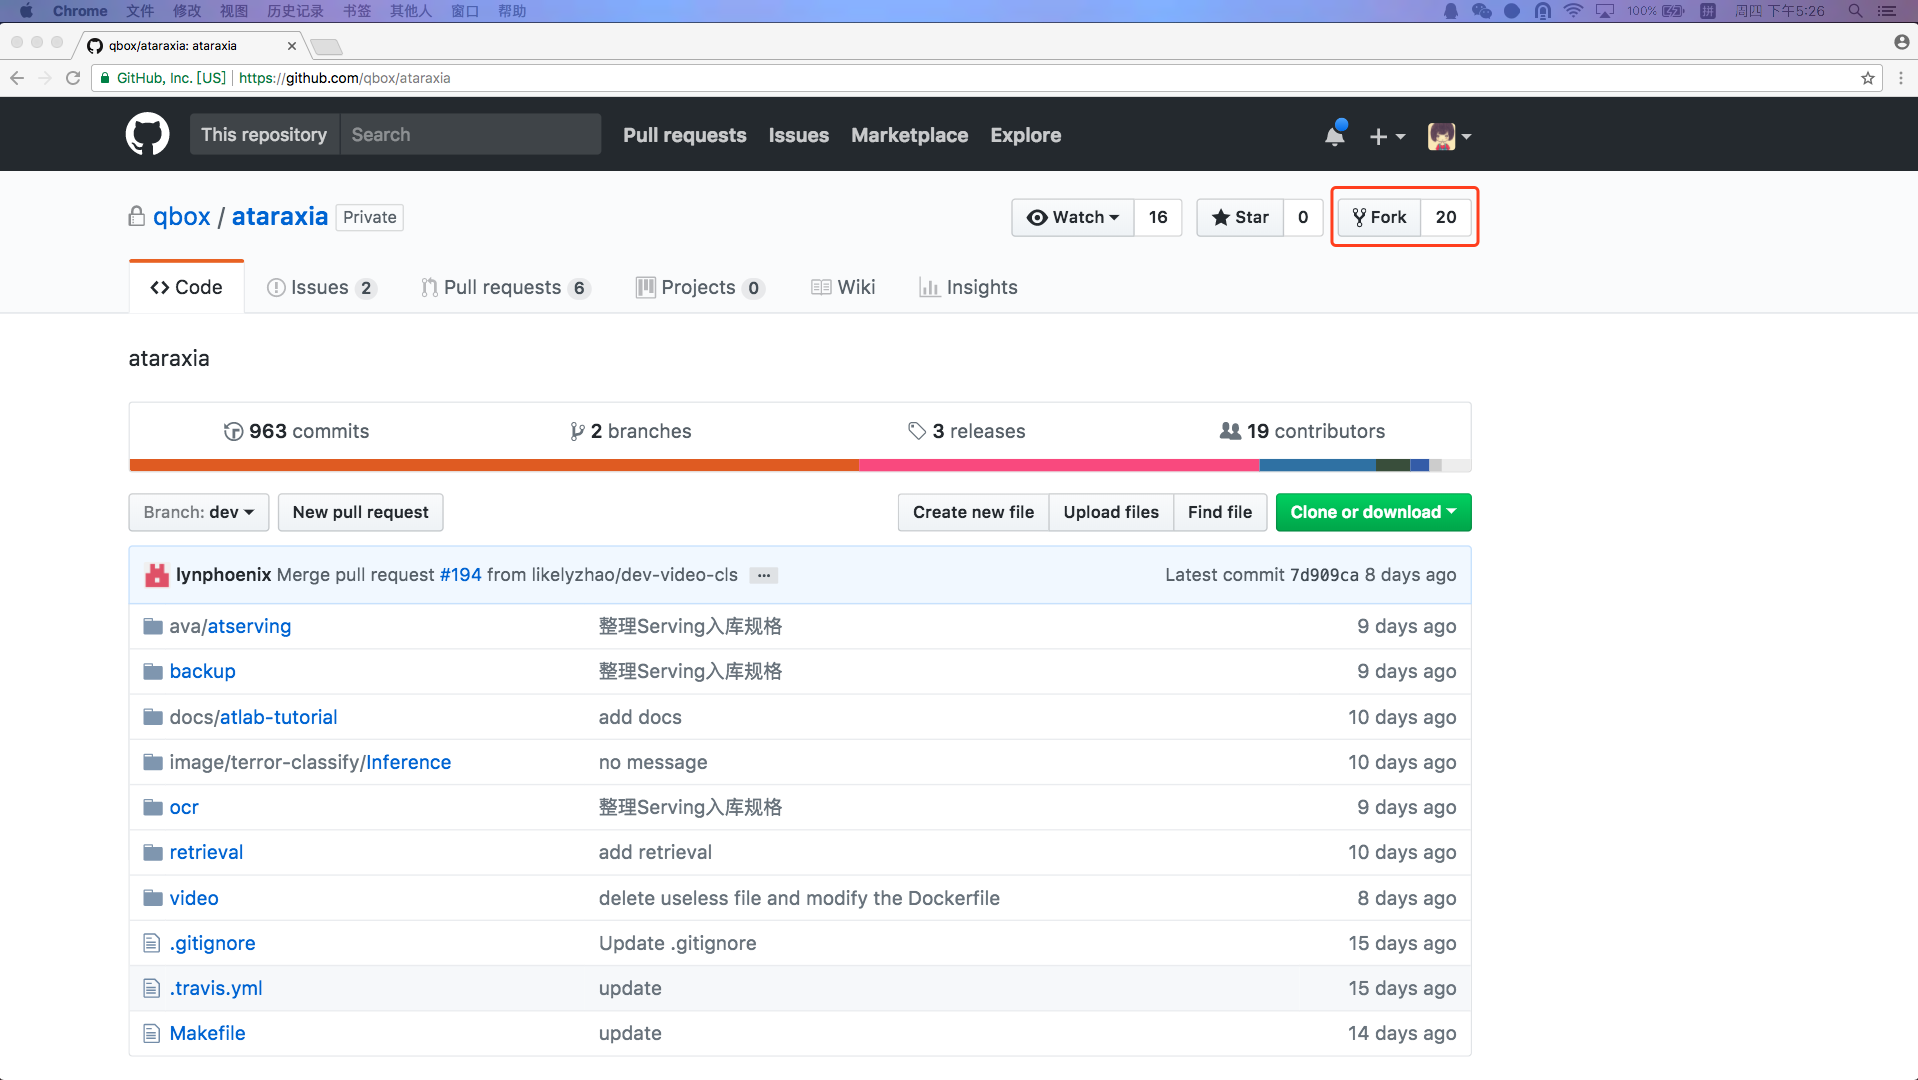 Chrome 文件 修改 视图 历史记录 书签 其他人 窗口 帮助 100% 拼 周四 下午5:26
qbox/ataraxia: ataraxia
GitHub, Inc. [US] https://github.com/qbox/ataraxia
This repository Search Pull requests Issues Marketplace Explore
qbox / ataraxia Private Watch 16 Star 0 Fork 20
Code Issues 2 Pull requests 6 Projects 0 Wiki Insights
ataraxia
963 commits 2 branches 3 releases 19 contributors
Branch: dev New pull request Create new file Upload files Find file Clone or download
lynphoenix Merge pull request #194 from likelyzhao/dev-video-cls ... Latest commit 7d909ca 8 days ago
ava/atserving 整理Serving入库规格 9 days ago
backup 整理Serving入库规格 9 days ago
docs/atlab-tutorial add docs 10 days ago
image/terror-classify/Inference no message 10 days ago
ocr 整理Serving入库规格 9 days ago
retrieval add retrieval 10 days ago
video delete useless file and modify the Dockerfile 8 days ago
.gitignore Update .gitignore 15 days ago
.travis.yml update 15 days ago
Makefile update 14 days ago